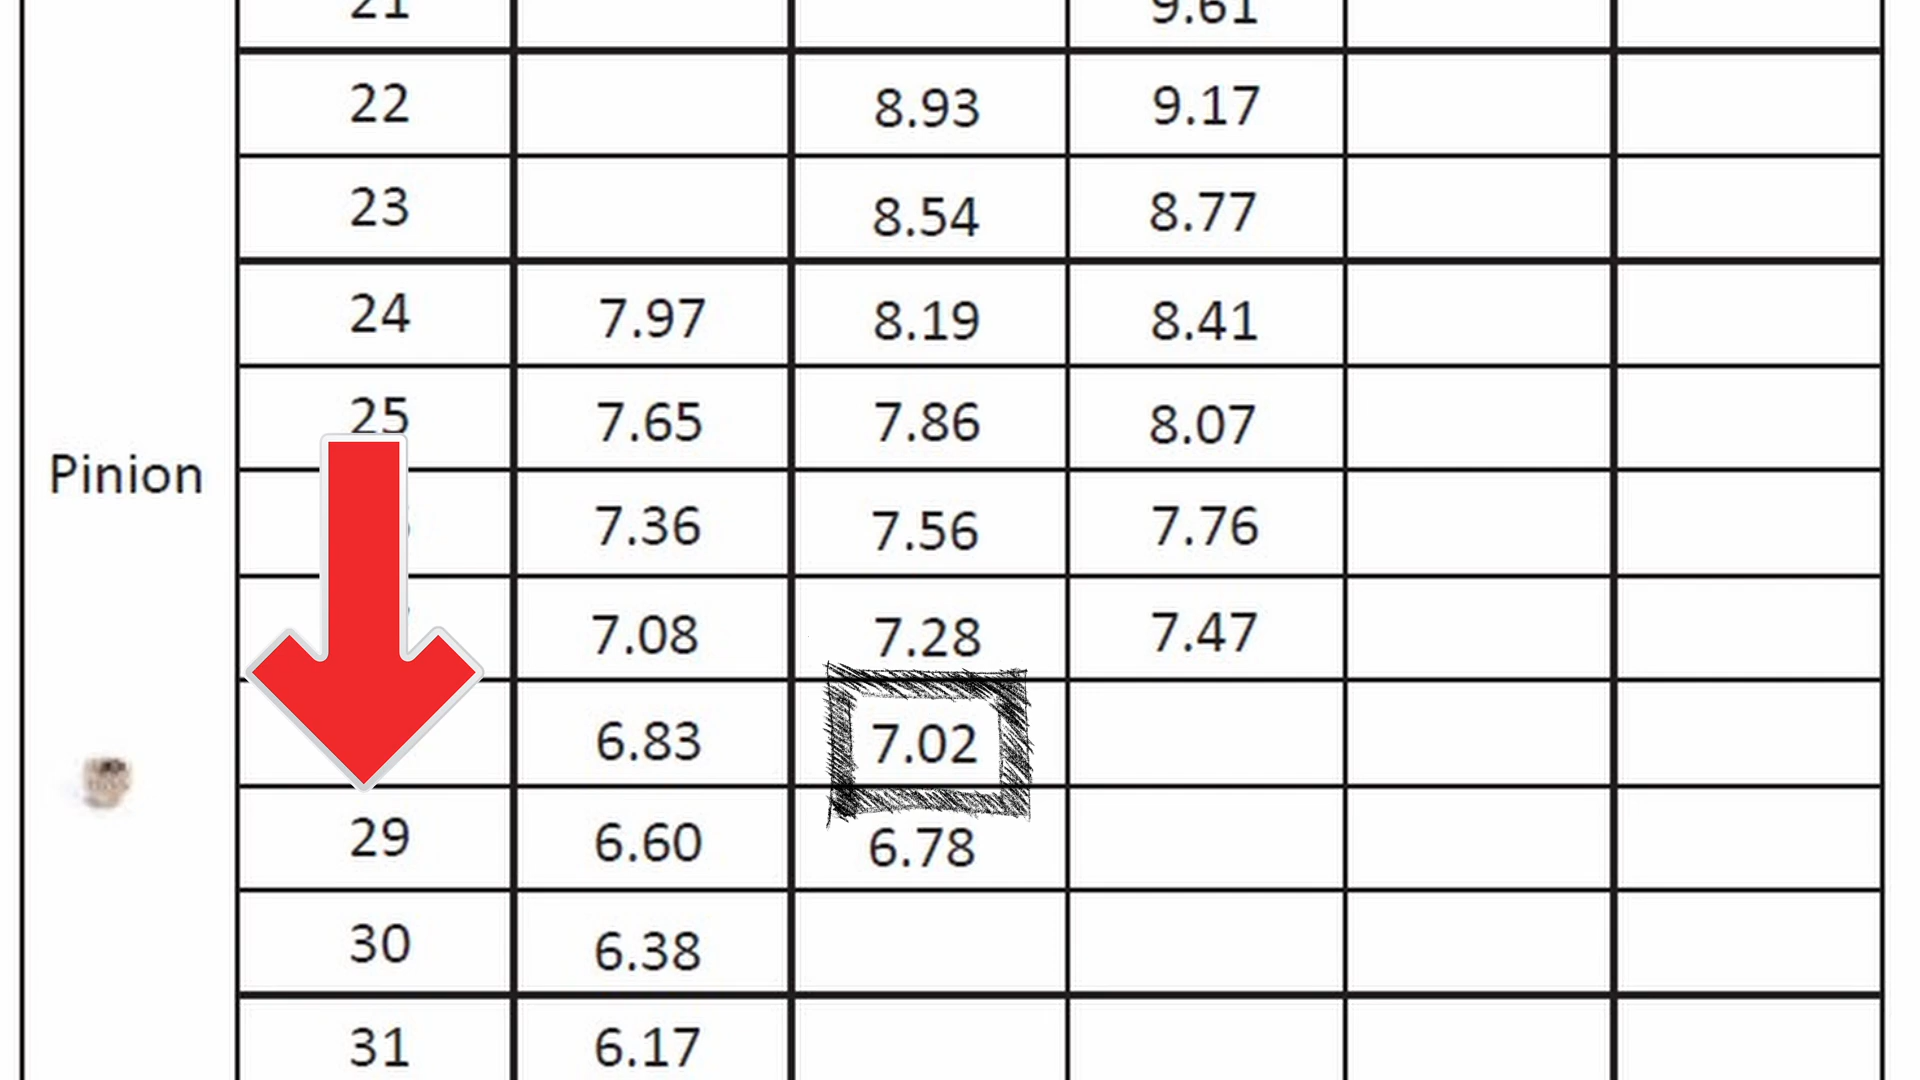 21 9.61
22 8.93 9.17
23 8.54 8.77
24 7.97 8.19 8.41
25 7.65 7.86 8.07
Pinion 7.36 7.56 7.76
7.08 7.28 7.47
6.83 7.02
29 6.60 6.78
30 6.38
31 6.17